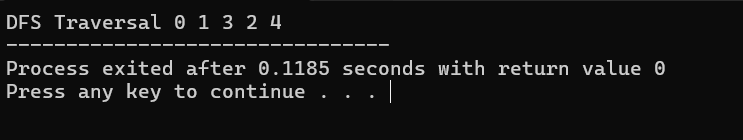 DFS Traversal 0 1 3 2 4
--------------------------------
Process exited after 0.1185 seconds with return value 0
Press any key to continue . . .